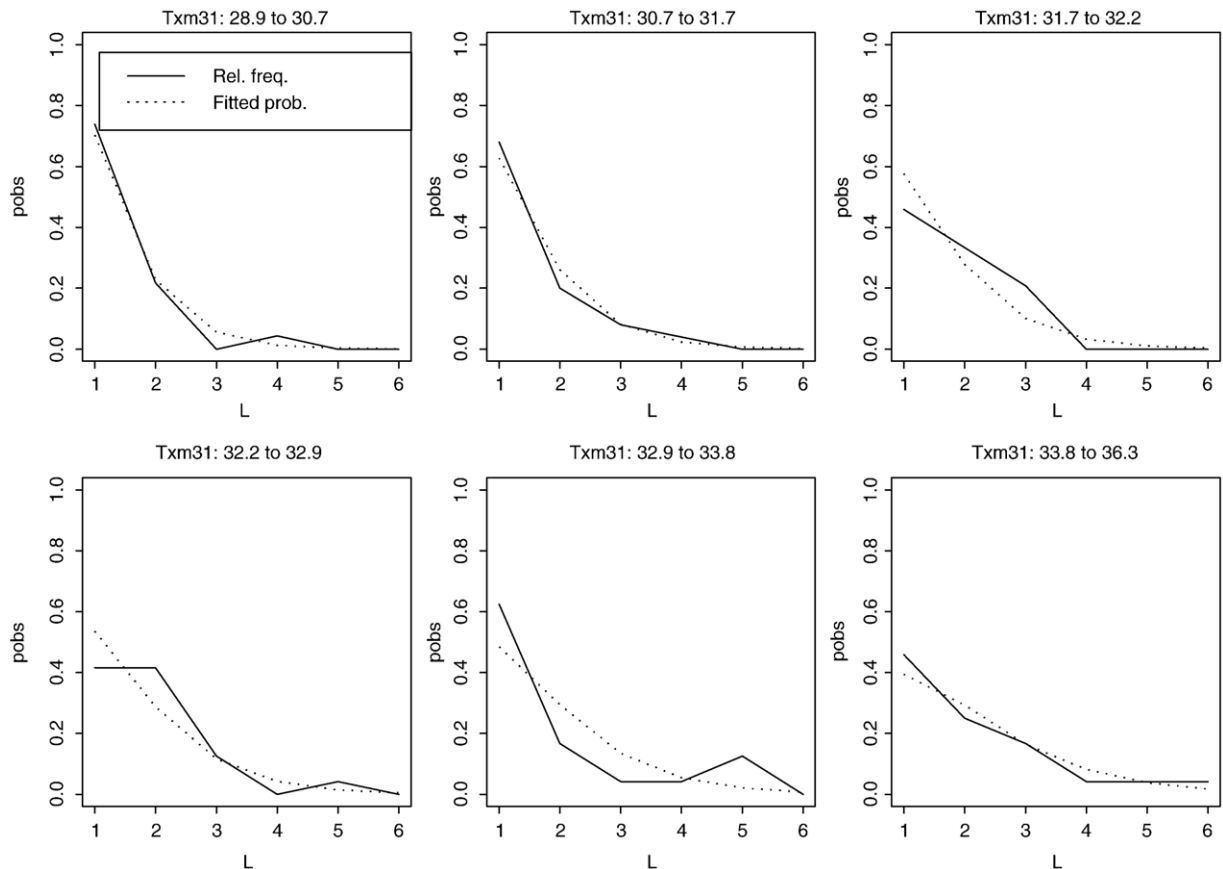 Txm31: 28.9 to 30.7
Rel. freq.
Fitted prob.
pobs
1.0
0.8
0.6
0.4
0.2
0.0
1 2 3 4 5 6
L
Txm31: 30.7 to 31.7
pobs
1.0
0.8
0.6
0.4
0.2
0.0
1 2 3 4 5 6
L
Txm31: 31.7 to 32.2
pobs
1.0
0.8
0.6
0.4
0.2
0.0
1 2 3 4 5 6
L
Txm31: 32.2 to 32.9
pobs
1.0
0.8
0.6
0.4
0.2
0.0
1 2 3 4 5 6
L
Txm31: 32.9 to 33.8
pobs
1.0
0.8
0.6
0.4
0.2
0.0
1 2 3 4 5 6
L
Txm31: 33.8 to 36.3
pobs
1.0
0.8
0.6
0.4
0.2
0.0
1 2 3 4 5 6
L